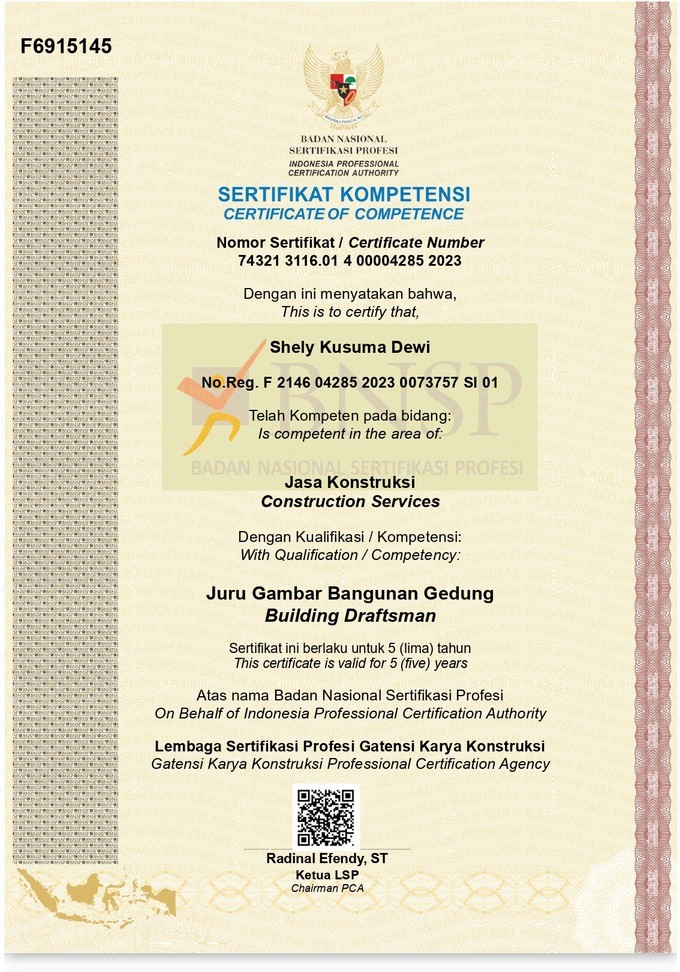 F6915145
BADAN NASIONAL
SERTIFIKASI PROFESI
INDONESIA PROFESSIONAL
CERTIFICATION AUTHORITY
SERTIFIKAT KOMPETENSI
CERTIFICATE OF COMPETENCE
Nomor Sertifikat / Certificate Number
74321 3116.01 4 00004285 2023
Dengan ini menyatakan bahwa,
This is to certify that,
Shely Kusuma Dewi
No.Reg. F 2146 04285 2023 0073757 SI 01
BNSP
Telah Kompeten pada bidang:
Is competent in the area of:
BADAN NASIONAL SERTIFIKASI PROFESI
Jasa Konstruksi
Construction Services
Dengan Kualifikasi / Kompetensi:
With Qualification / Competency:
Juru Gambar Bangunan Gedung
Building Draftsman
Sertifikat ini berlaku untuk 5 (lima) tahun
This certificate is valid for 5 (five) years
Atas nama Badan Nasional Sertifikasi Profesi
On Behalf of Indonesia Professional Certification Authority
Lembaga Sertifikasi Profesi Gatensi Karya Konstruksi
Gatensi Karya Konstruksi Professional Certification Agency
Radinal Efendy, ST
Ketua LSP
Chairman PCA